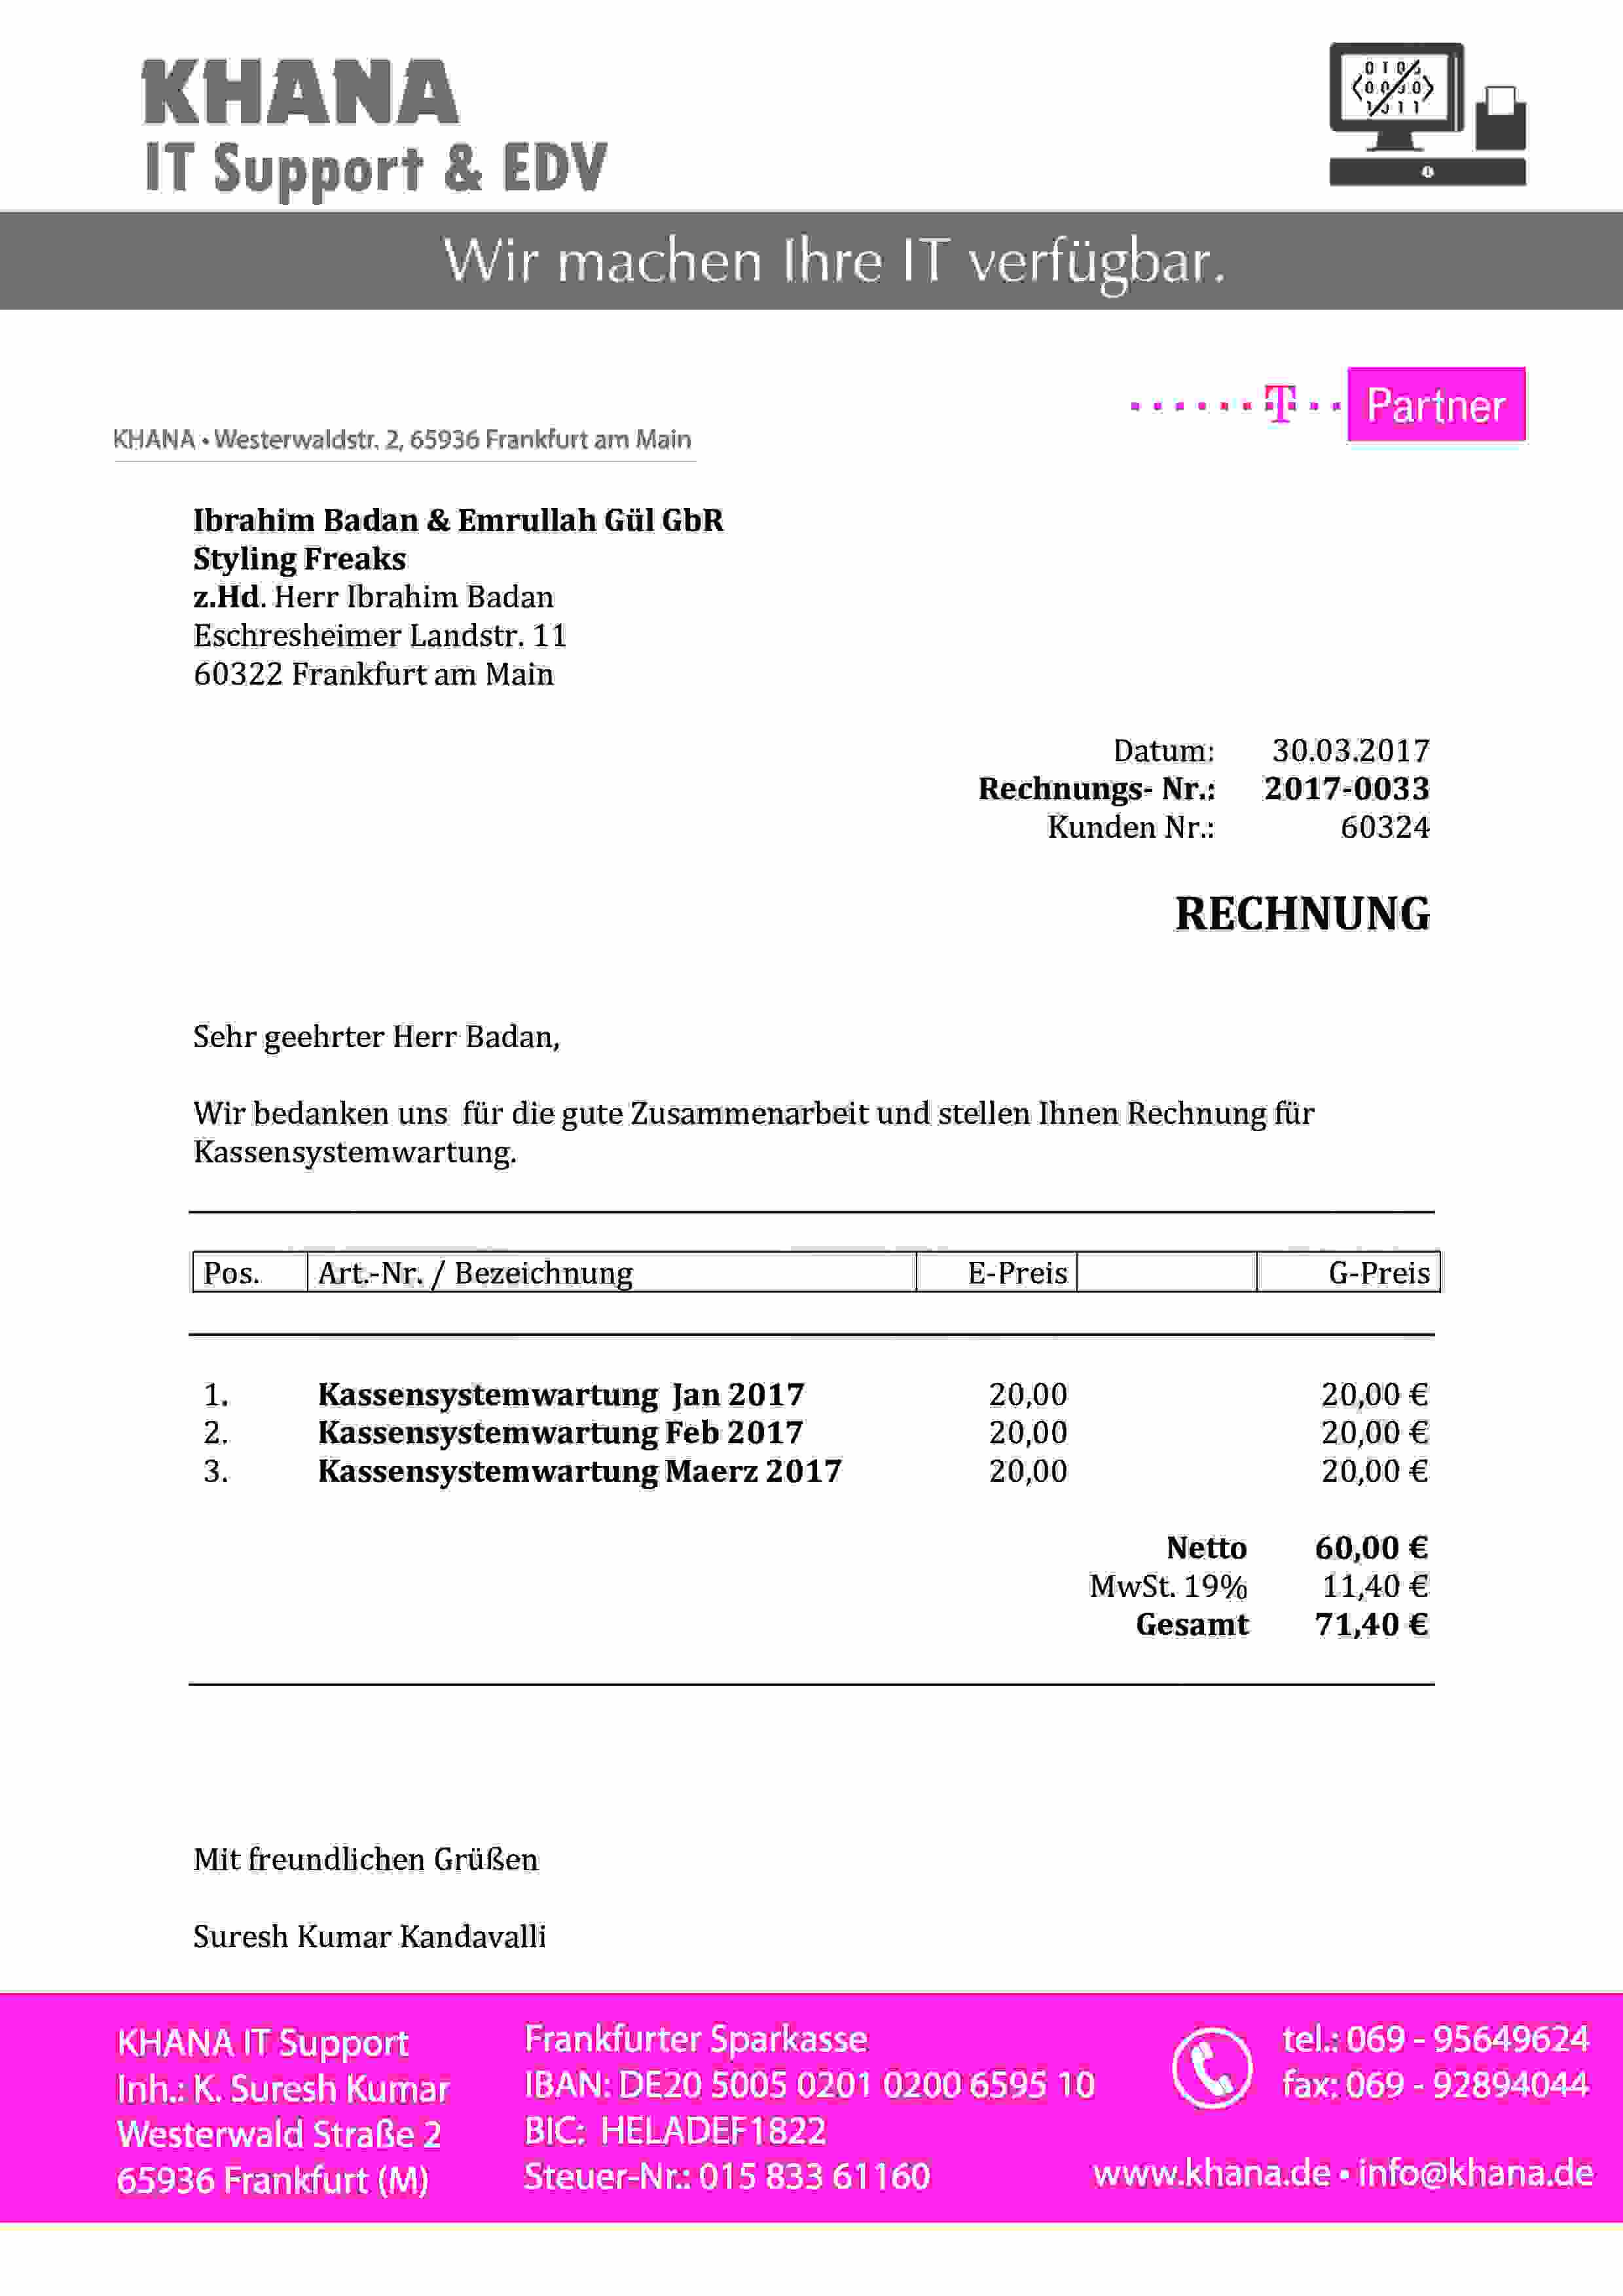 KHANA
IT Support & EDV
Wir machen Ihre IT verfügbar.
T Partner
KHANA • Westerwaldstr. 2, 65936 Frankfurt am Main
Ibrahim Badan & Emrullah Gül GbR
Styling Freaks
z.Hd. Herr Ibrahim Badan
Eschresheimer Landstr. 11
60322 Frankfurt am Main
Datum: 30.03.2017
Rechnungs- Nr.: 2017-0033
Kunden Nr.: 60324
RECHNUNG
Sehr geehrter Herr Badan,
Wir bedanken uns für die gute Zusammenarbeit und stellen Ihnen Rechnung für
Kassensystemwartung.
Pos. Art.-Nr. / Bezeichnung E-Preis G-Preis
1. Kassensystemwartung Jan 2017 20,00 20,00 €
2. Kassensystemwartung Feb 2017 20,00 20,00 €
3. Kassensystemwartung Maerz 2017 20,00 20,00 €
Netto 60,00 €
MwSt. 19% 11,40 €
Gesamt 71,40 €
Mit freundlichen Grüßen
Suresh Kumar Kandavalli
KHANA IT Support
Inh.: K. Suresh Kumar
Westerwald Straße 2
65936 Frankfurt (M)
Frankfurter Sparkasse
IBAN: DE20 5005 0201 0200 6595 10
BIC: HELADEF1822
Steuer-Nr.: 015 833 61160
tel.: 069 - 95649624
fax: 069 - 92894044
www.khana.de • info@khana.de